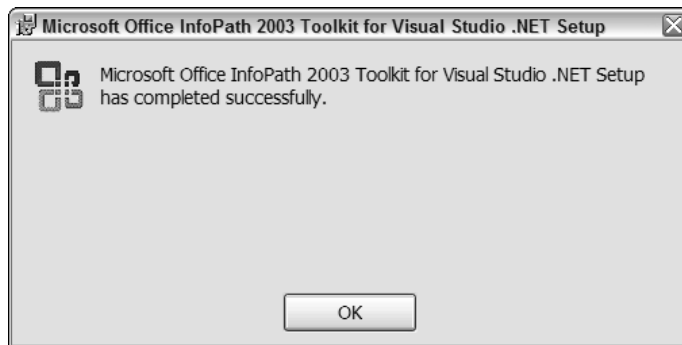 Microsoft Office InfoPath 2003 Toolkit for Visual Studio .NET Setup
Microsoft Office InfoPath 2003 Toolkit for Visual Studio .NET Setup
has completed successfully.
OK